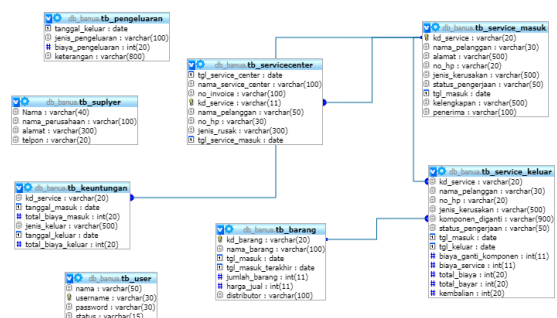 db_banua.tb_pengeluaran
tanggal_keluar : date
jenis_pengeluaran : varchar(100)
biaya_pengeluaran : int(20)
keterangan : varchar(800)
db_banua.tb_servicecenter
tgl_service_center : date
nama_service_center : varchar(100)
no_invoice : varchar(100)
kd_service : varchar(11)
nama_pelanggan : varchar(50)
no_hp : varchar(30)
jenis_rusak : varchar(300)
tgl_service_masuk : date
db_banua.tb_service_masuk
kd_service : varchar(20)
nama_pelanggan : varchar(30)
alamat : varchar(500)
no_hp : varchar(20)
jenis_kerusakan : varchar(500)
status_pengerjaan : varchar(50)
tgl_masuk : date
kelengkapan : varchar(500)
penerima : varchar(100)
db_banua.tb_suplyer
Nama : varchar(40)
nama_perusahaan : varchar(100)
alamat : varchar(300)
telpon : varchar(20)
db_banua.tb_keuntungan
kd_service : varchar(20)
tanggal_masuk : date
total_biaya_masuk : int(20)
jenis_keluar : varchar(500)
tanggal_keluar : date
total_biaya_keluar : int(20)
db_banua.tb_barang
kd_barang : varchar(20)
nama_barang : varchar(100)
tgl_masuk : date
tgl_masuk_terakhir : date
jumlah_barang : int(11)
harga_jual : int(11)
distributor : varchar(100)
db_banua.tb_service_keluar
kd_service : varchar(20)
nama_pelanggan : varchar(30)
no_hp : varchar(20)
jenis_kerusakan : varchar(500)
komponen_diganti : varchar(900)
status_pengerjaan : varchar(50)
tgl_masuk : date
tgl_keluar : date
biaya_ganti_komponen : int(11)
biaya_service : int(11)
total_biaya : int(20)
total_bayar : int(20)
kembalian : int(20)
db_banua.tb_user
nama : varchar(50)
username : varchar(30)
password : varchar(30)
status : varchar(15)